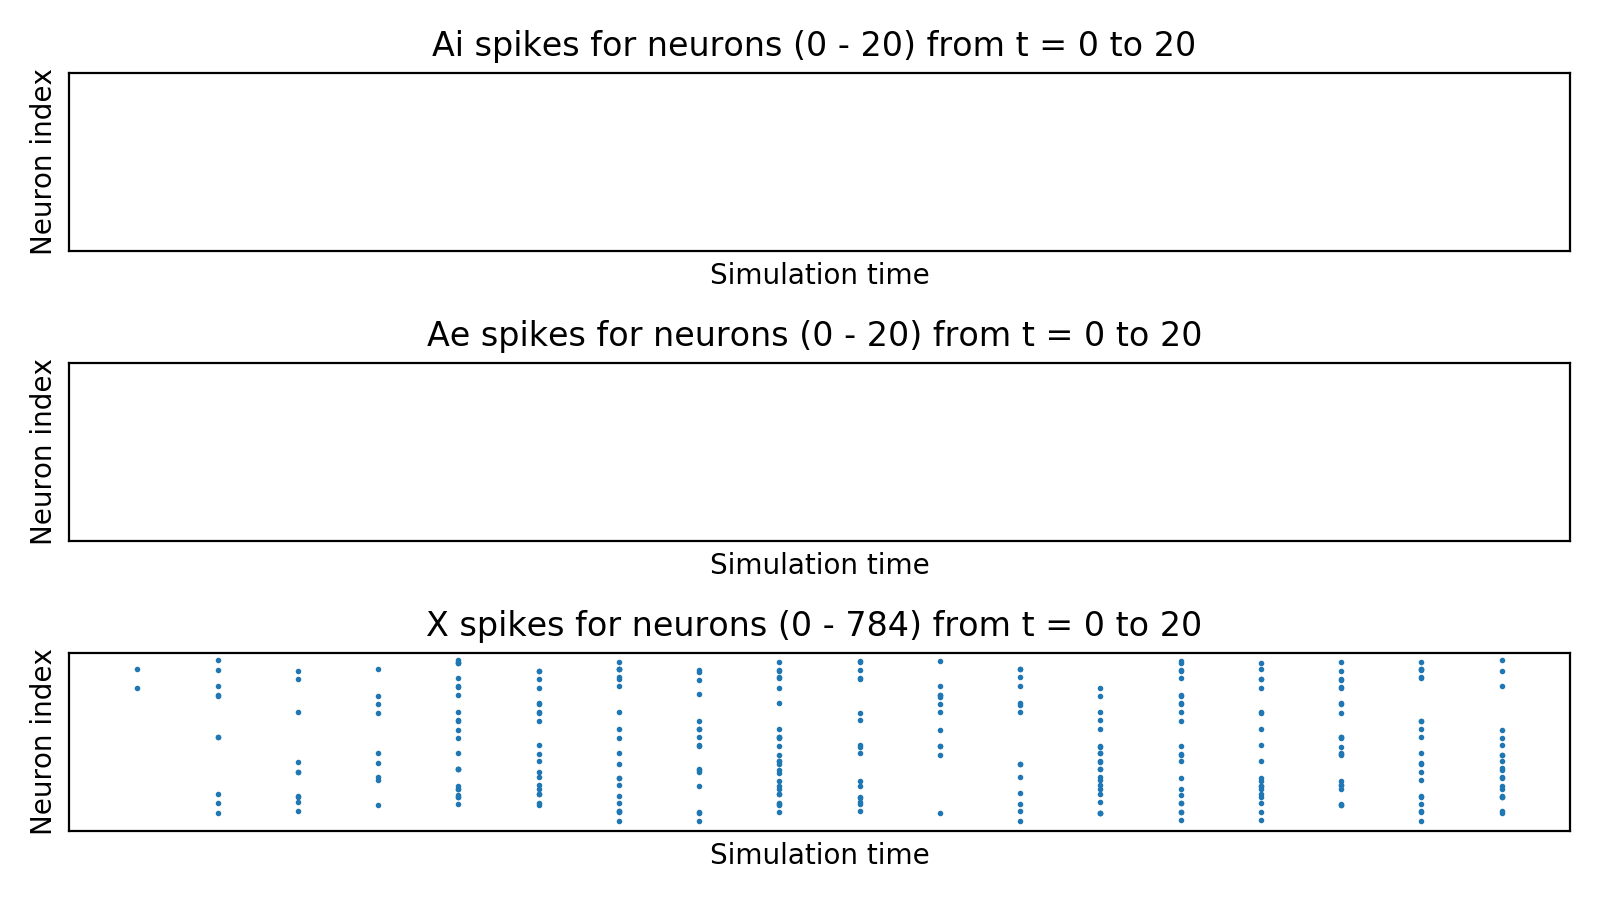 Ai spikes for neurons (0 - 20) from t = 0 to 20
Neuron index
Simulation time
Ae spikes for neurons (0 - 20) from t = 0 to 20
Neuron index
Simulation time
X spikes for neurons (0 - 784) from t = 0 to 20
Neuron index
Simulation time